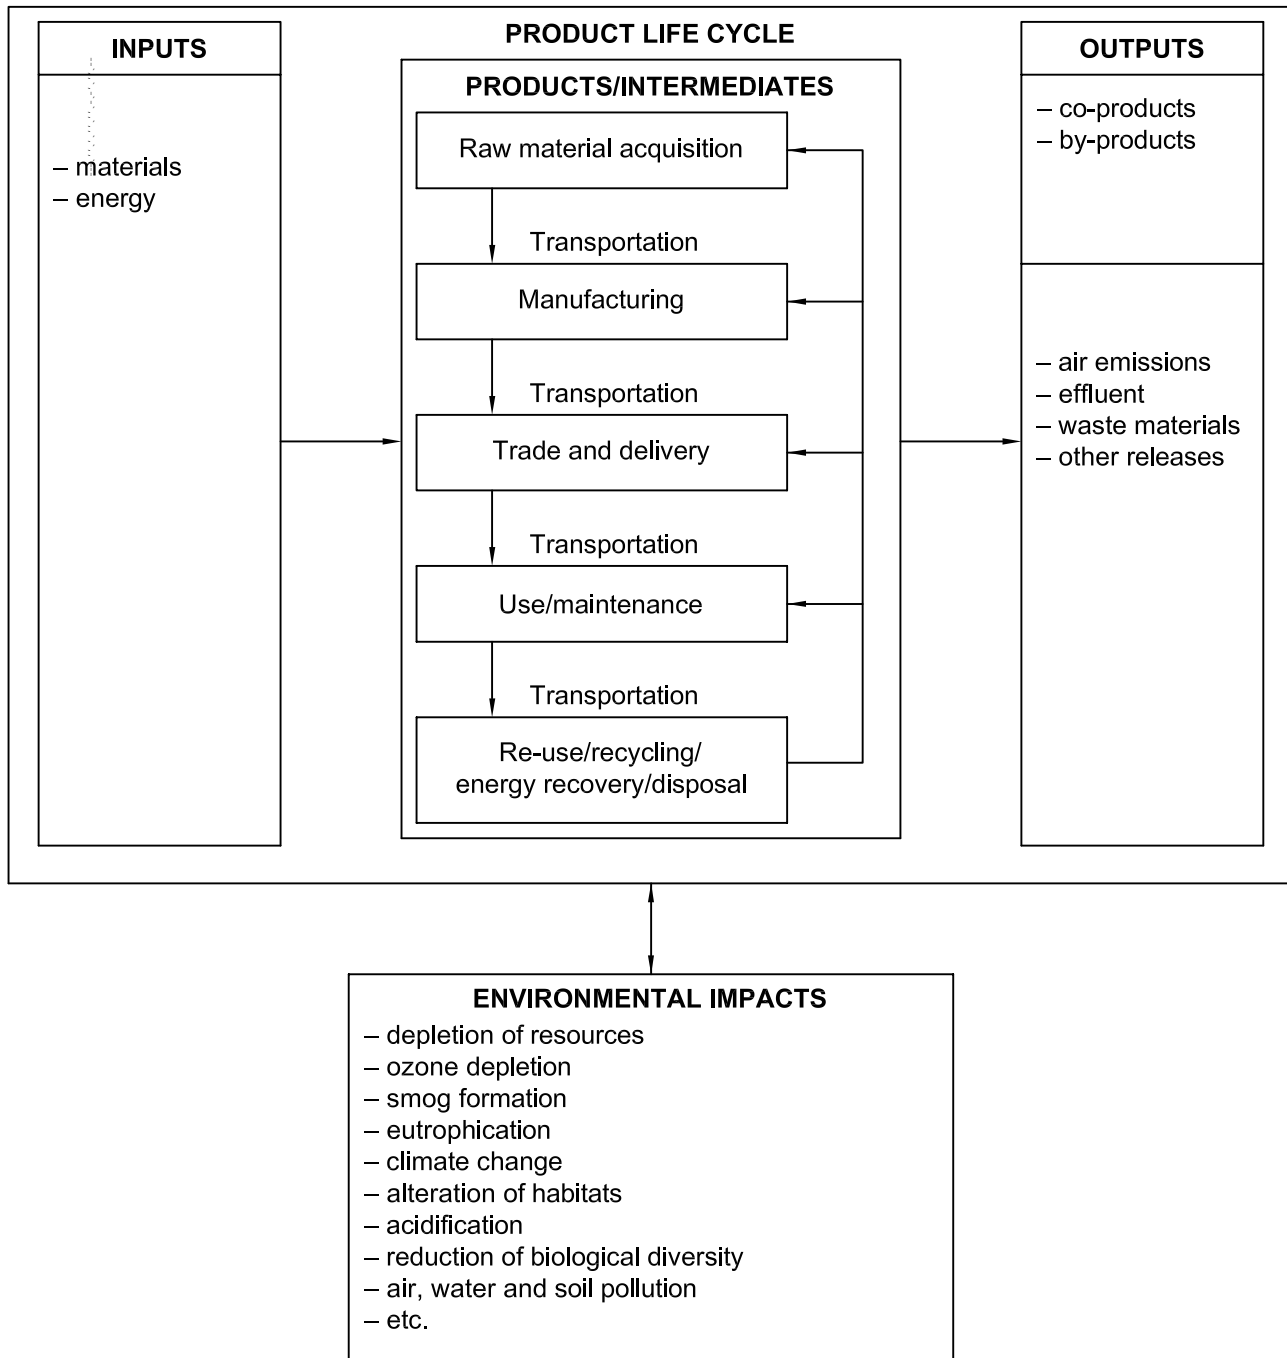 PRODUCT LIFE CYCLE
INPUTS
– materials
– energy
PRODUCTS/INTERMEDIATES
Raw material acquisition
Transportation
Manufacturing
Transportation
Trade and delivery
Transportation
Use/maintenance
Transportation
Re-use/recycling/
energy recovery/disposal
OUTPUTS
– co-products
– by-products
– air emissions
– effluent
– waste materials
– other releases
ENVIRONMENTAL IMPACTS
– depletion of resources
– ozone depletion
– smog formation
– eutrophication
– climate change
– alteration of habitats
– acidification
– reduction of biological diversity
– air, water and soil pollution
– etc.